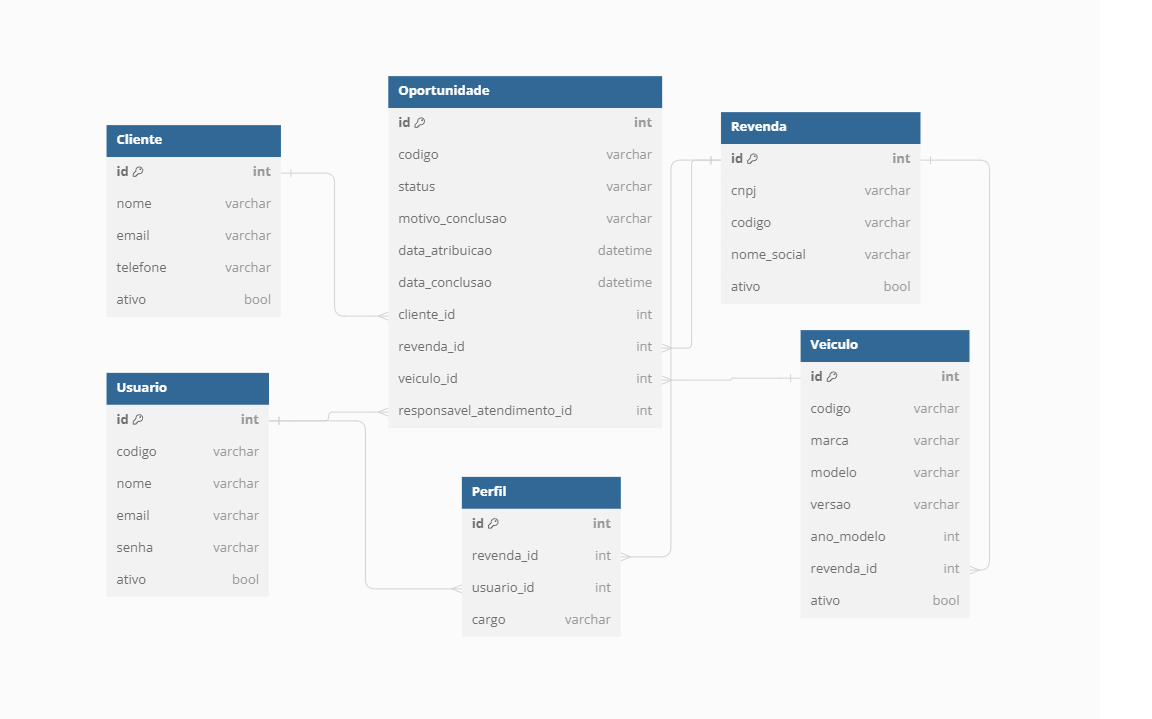 Cliente
id int
nome varchar
email varchar
telefone varchar
ativo bool
Usuario
id int
codigo varchar
nome varchar
email varchar
senha varchar
ativo bool
Oportunidade
id int
codigo varchar
status varchar
motivo_conclusao varchar
data_atribuicao datetime
data_conclusao datetime
cliente_id int
revenda_id int
veiculo_id int
responsavel_atendimento_id int
Perfil
id int
revenda_id int
usuario_id int
cargo varchar
Revenda
id int
cnpj varchar
codigo varchar
nome_social varchar
ativo bool
Veiculo
id int
codigo varchar
marca varchar
modelo varchar
versao varchar
ano_modelo int
revenda_id int
ativo bool